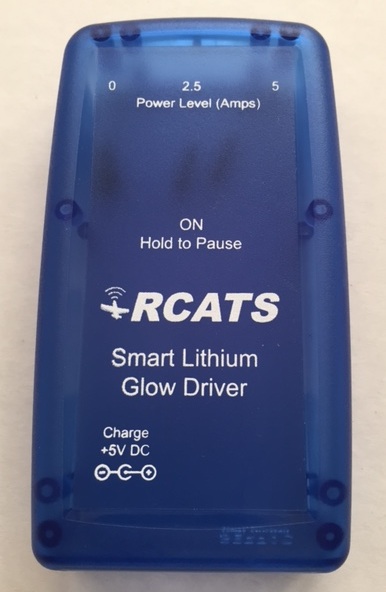 0 2.5 5
Power Level (Amps)
ON
Hold to Pause
RCATS
Smart Lithium
Glow Driver
Charge
+5V DC